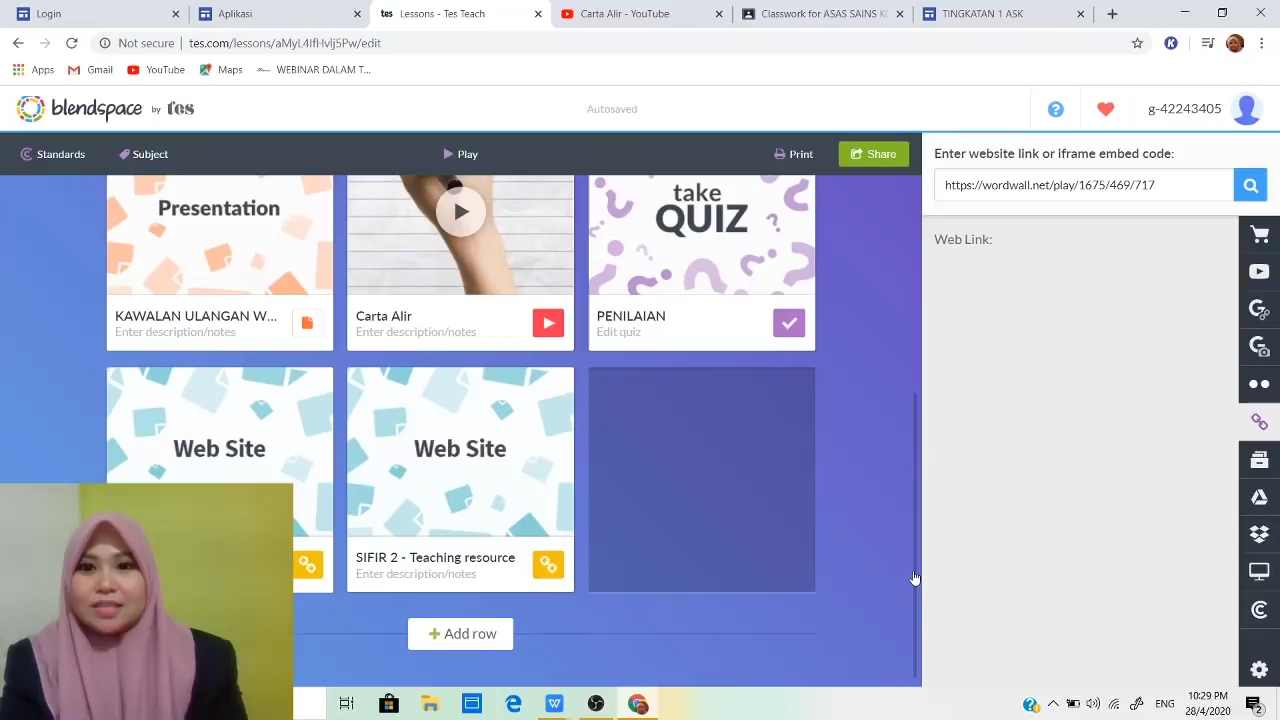 Login
Aplikasi
Lessons - Tes Teach
Carta Alir - YouTube
Classwork for ASAS SAINS K
TINGKATAN 1 ASK
Not secure
tes.com/lessons/aMyL4lfHvlj5Pw/edit
Apps
Gmail
YouTube
Maps
WEBINAR DALAM T...
blendspace by tes
Autosaved
g-42243405
Standards
Subject
Play
Print
Share
Enter website link or iframe embed code:
https://wordwall.net/play/1675/469/717
Web Link:
Presentation
take
QUIZ
KAWALAN ULANGAN W...
Enter description/notes
Carta Alir
Enter description/notes
PENILAIAN
Edit quiz
Web Site
Web Site
SIFIR 2 - Teaching resource
Enter description/notes
Add row
ENG
10:29 PM
28/4/2020
2